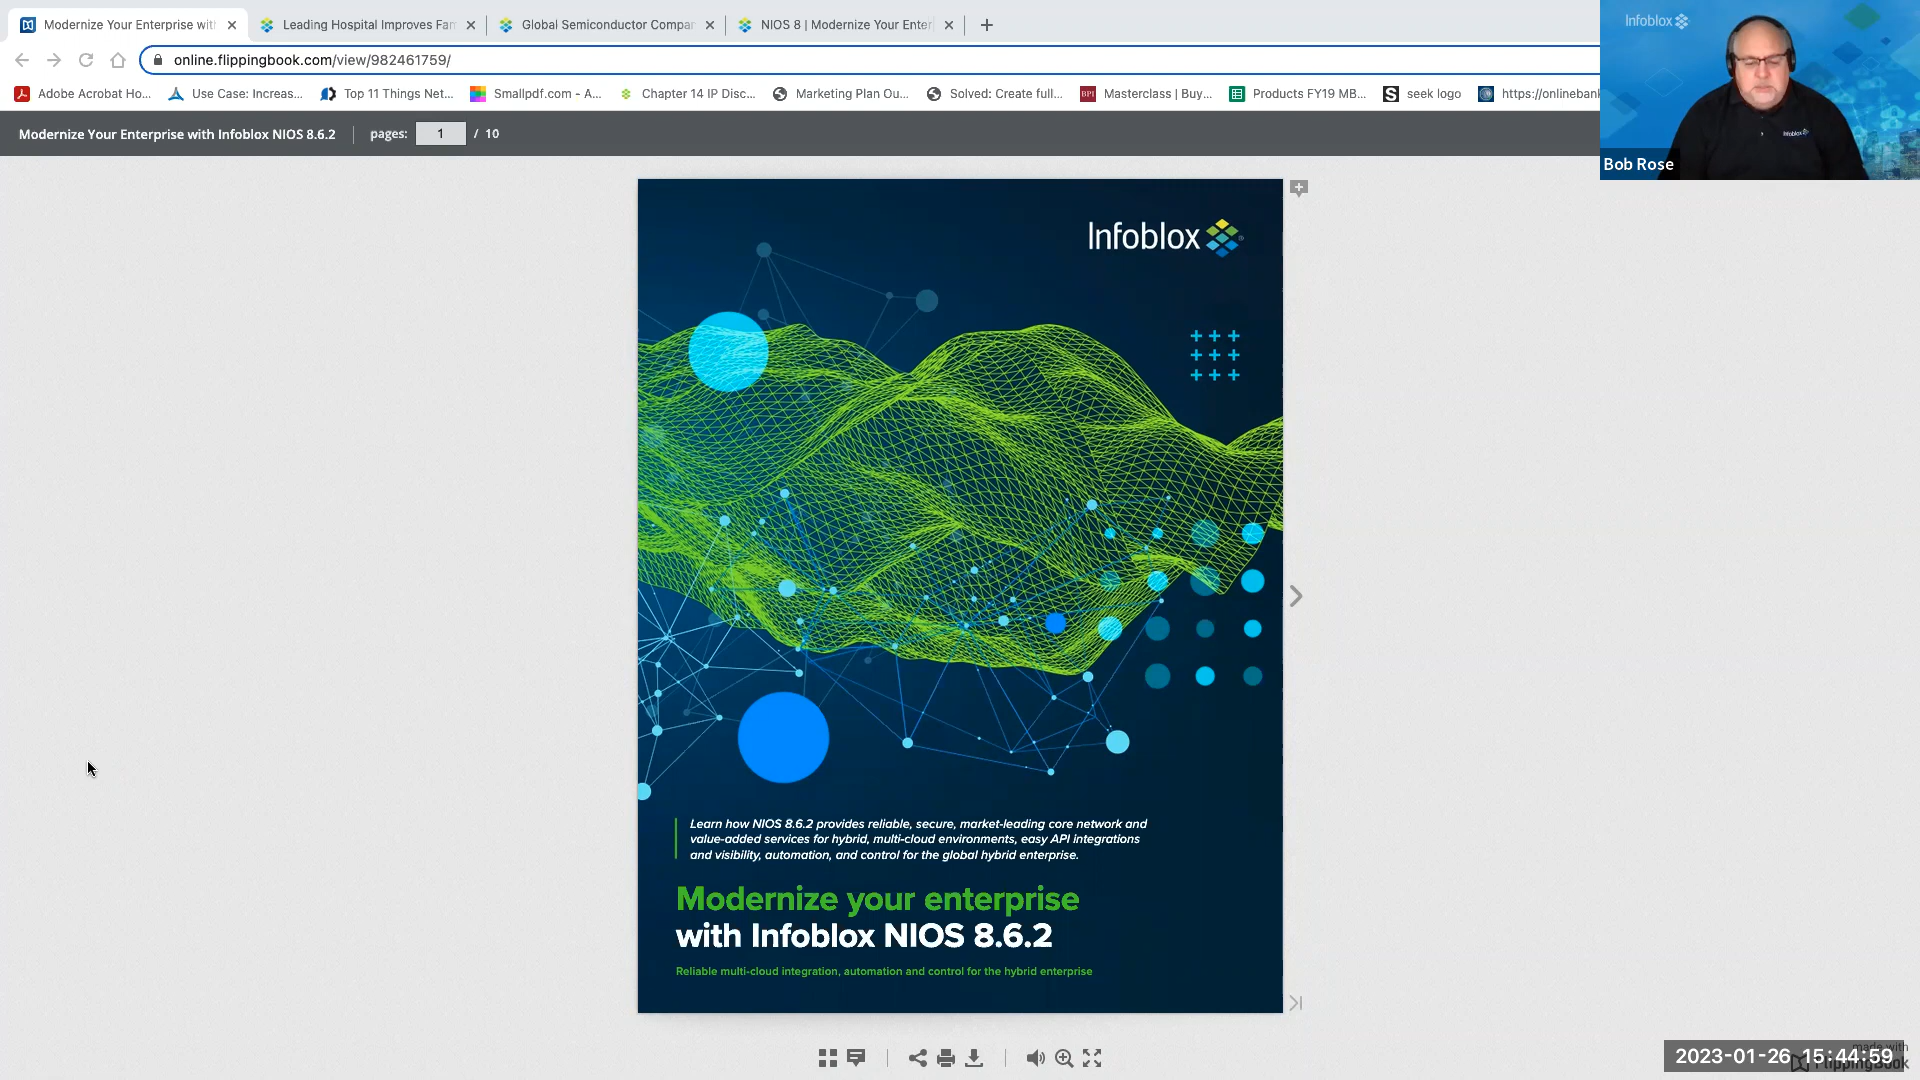 Modernize Your Enterprise with
Leading Hospital Improves Fam
Global Semiconductor Compan
NIOS 8 | Modernize Your Enter
online.flippingbook.com/view/982461759/
Adobe Acrobat Ho...
Use Case: Increas...
Top 11 Things Net...
Smallpdf.com - A...
Chapter 14 IP Disc...
Marketing Plan Ou...
Solved: Create full...
BPI
Masterclass | Buy...
Products FY19 MB...
seek logo
https://onlinebank
Modernize Your Enterprise with Infoblox NIOS 8.6.2
pages: 1 / 10
Infoblox
infoblox
Bob Rose
Infoblox
Learn how NIOS 8.6.2 provides reliable, secure, market-leading core network and
value-added services for hybrid, multi-cloud environments, easy API integrations
and visibility, automation, and control for the global hybrid enterprise.
Modernize your enterprise
with Infoblox NIOS 8.6.2
Reliable multi-cloud integration, automation and control for the hybrid enterprise
made with
FlippingBook
2023-01-26 15:44:59